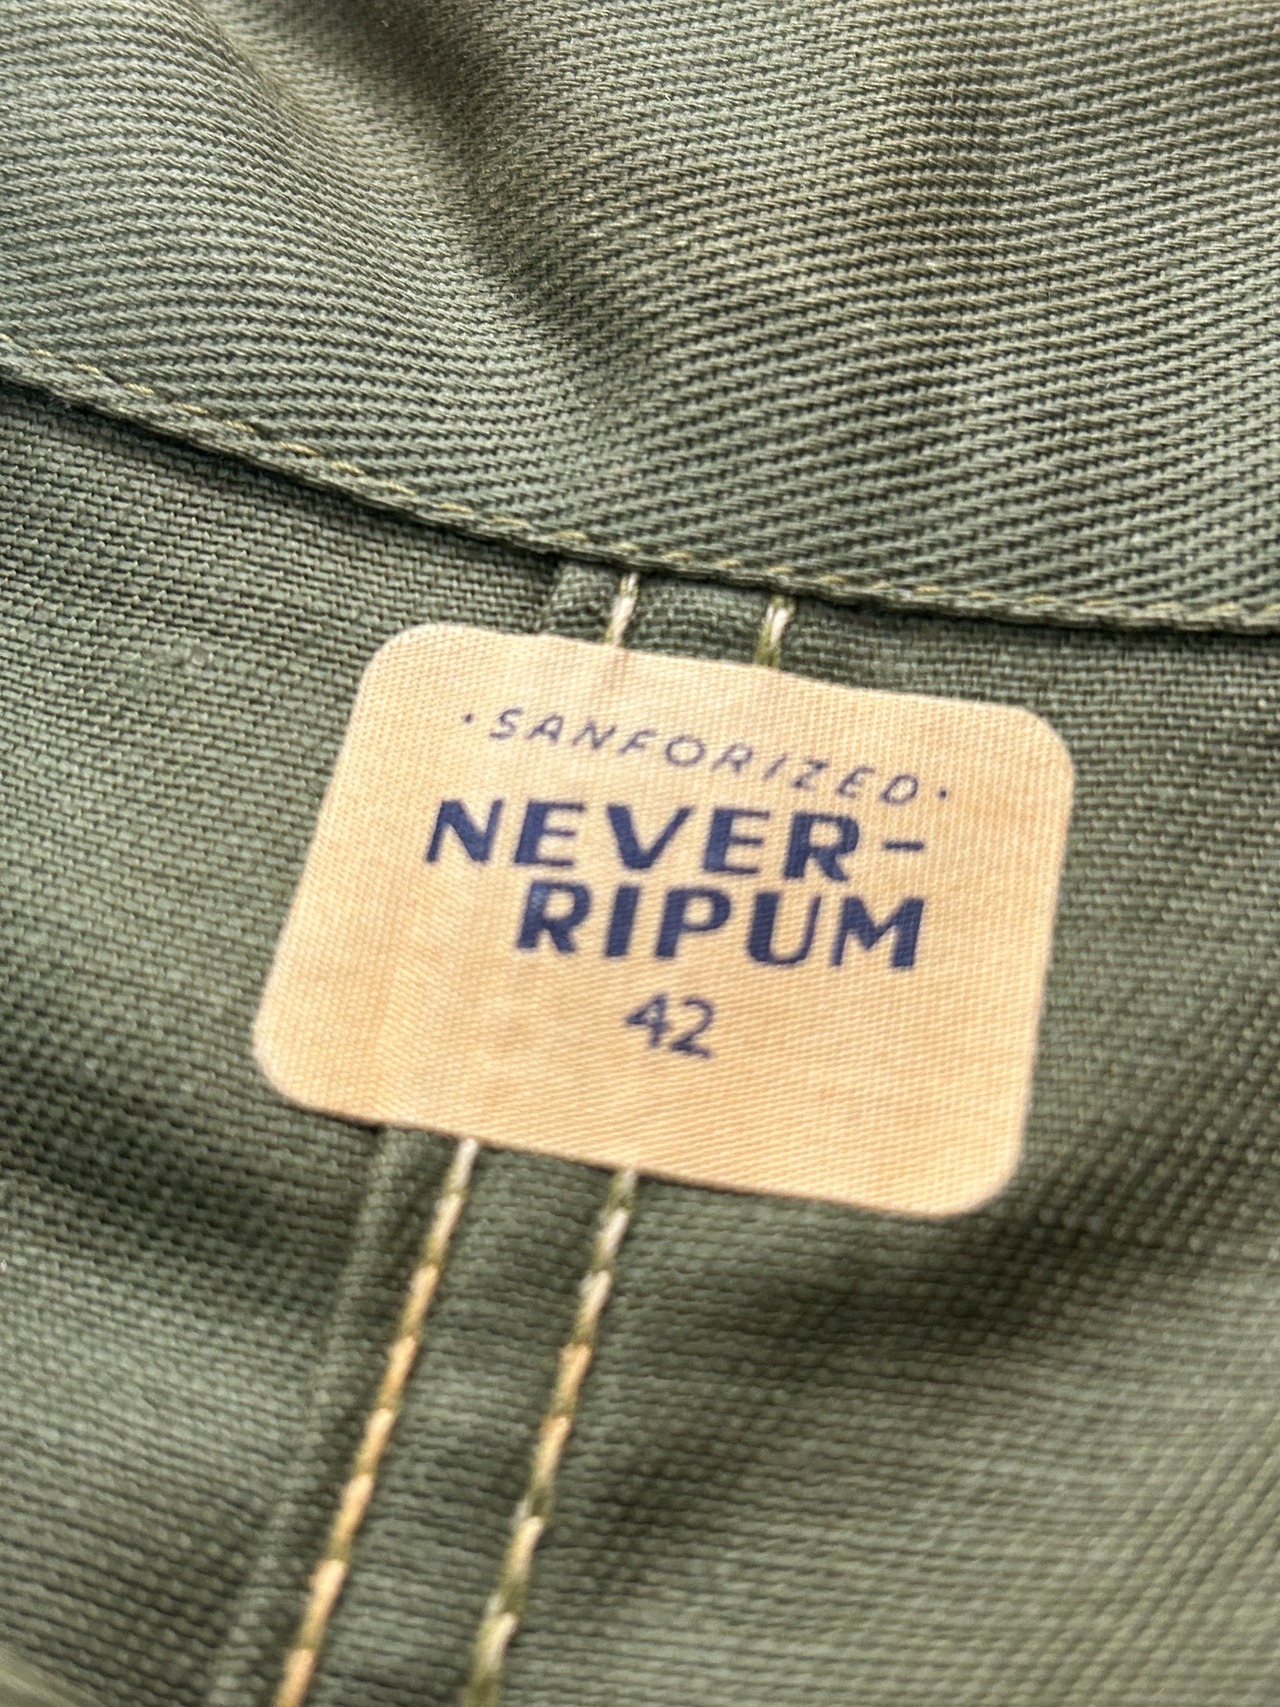 · SANFORIZED ·
NEVER-
RIPUM
42